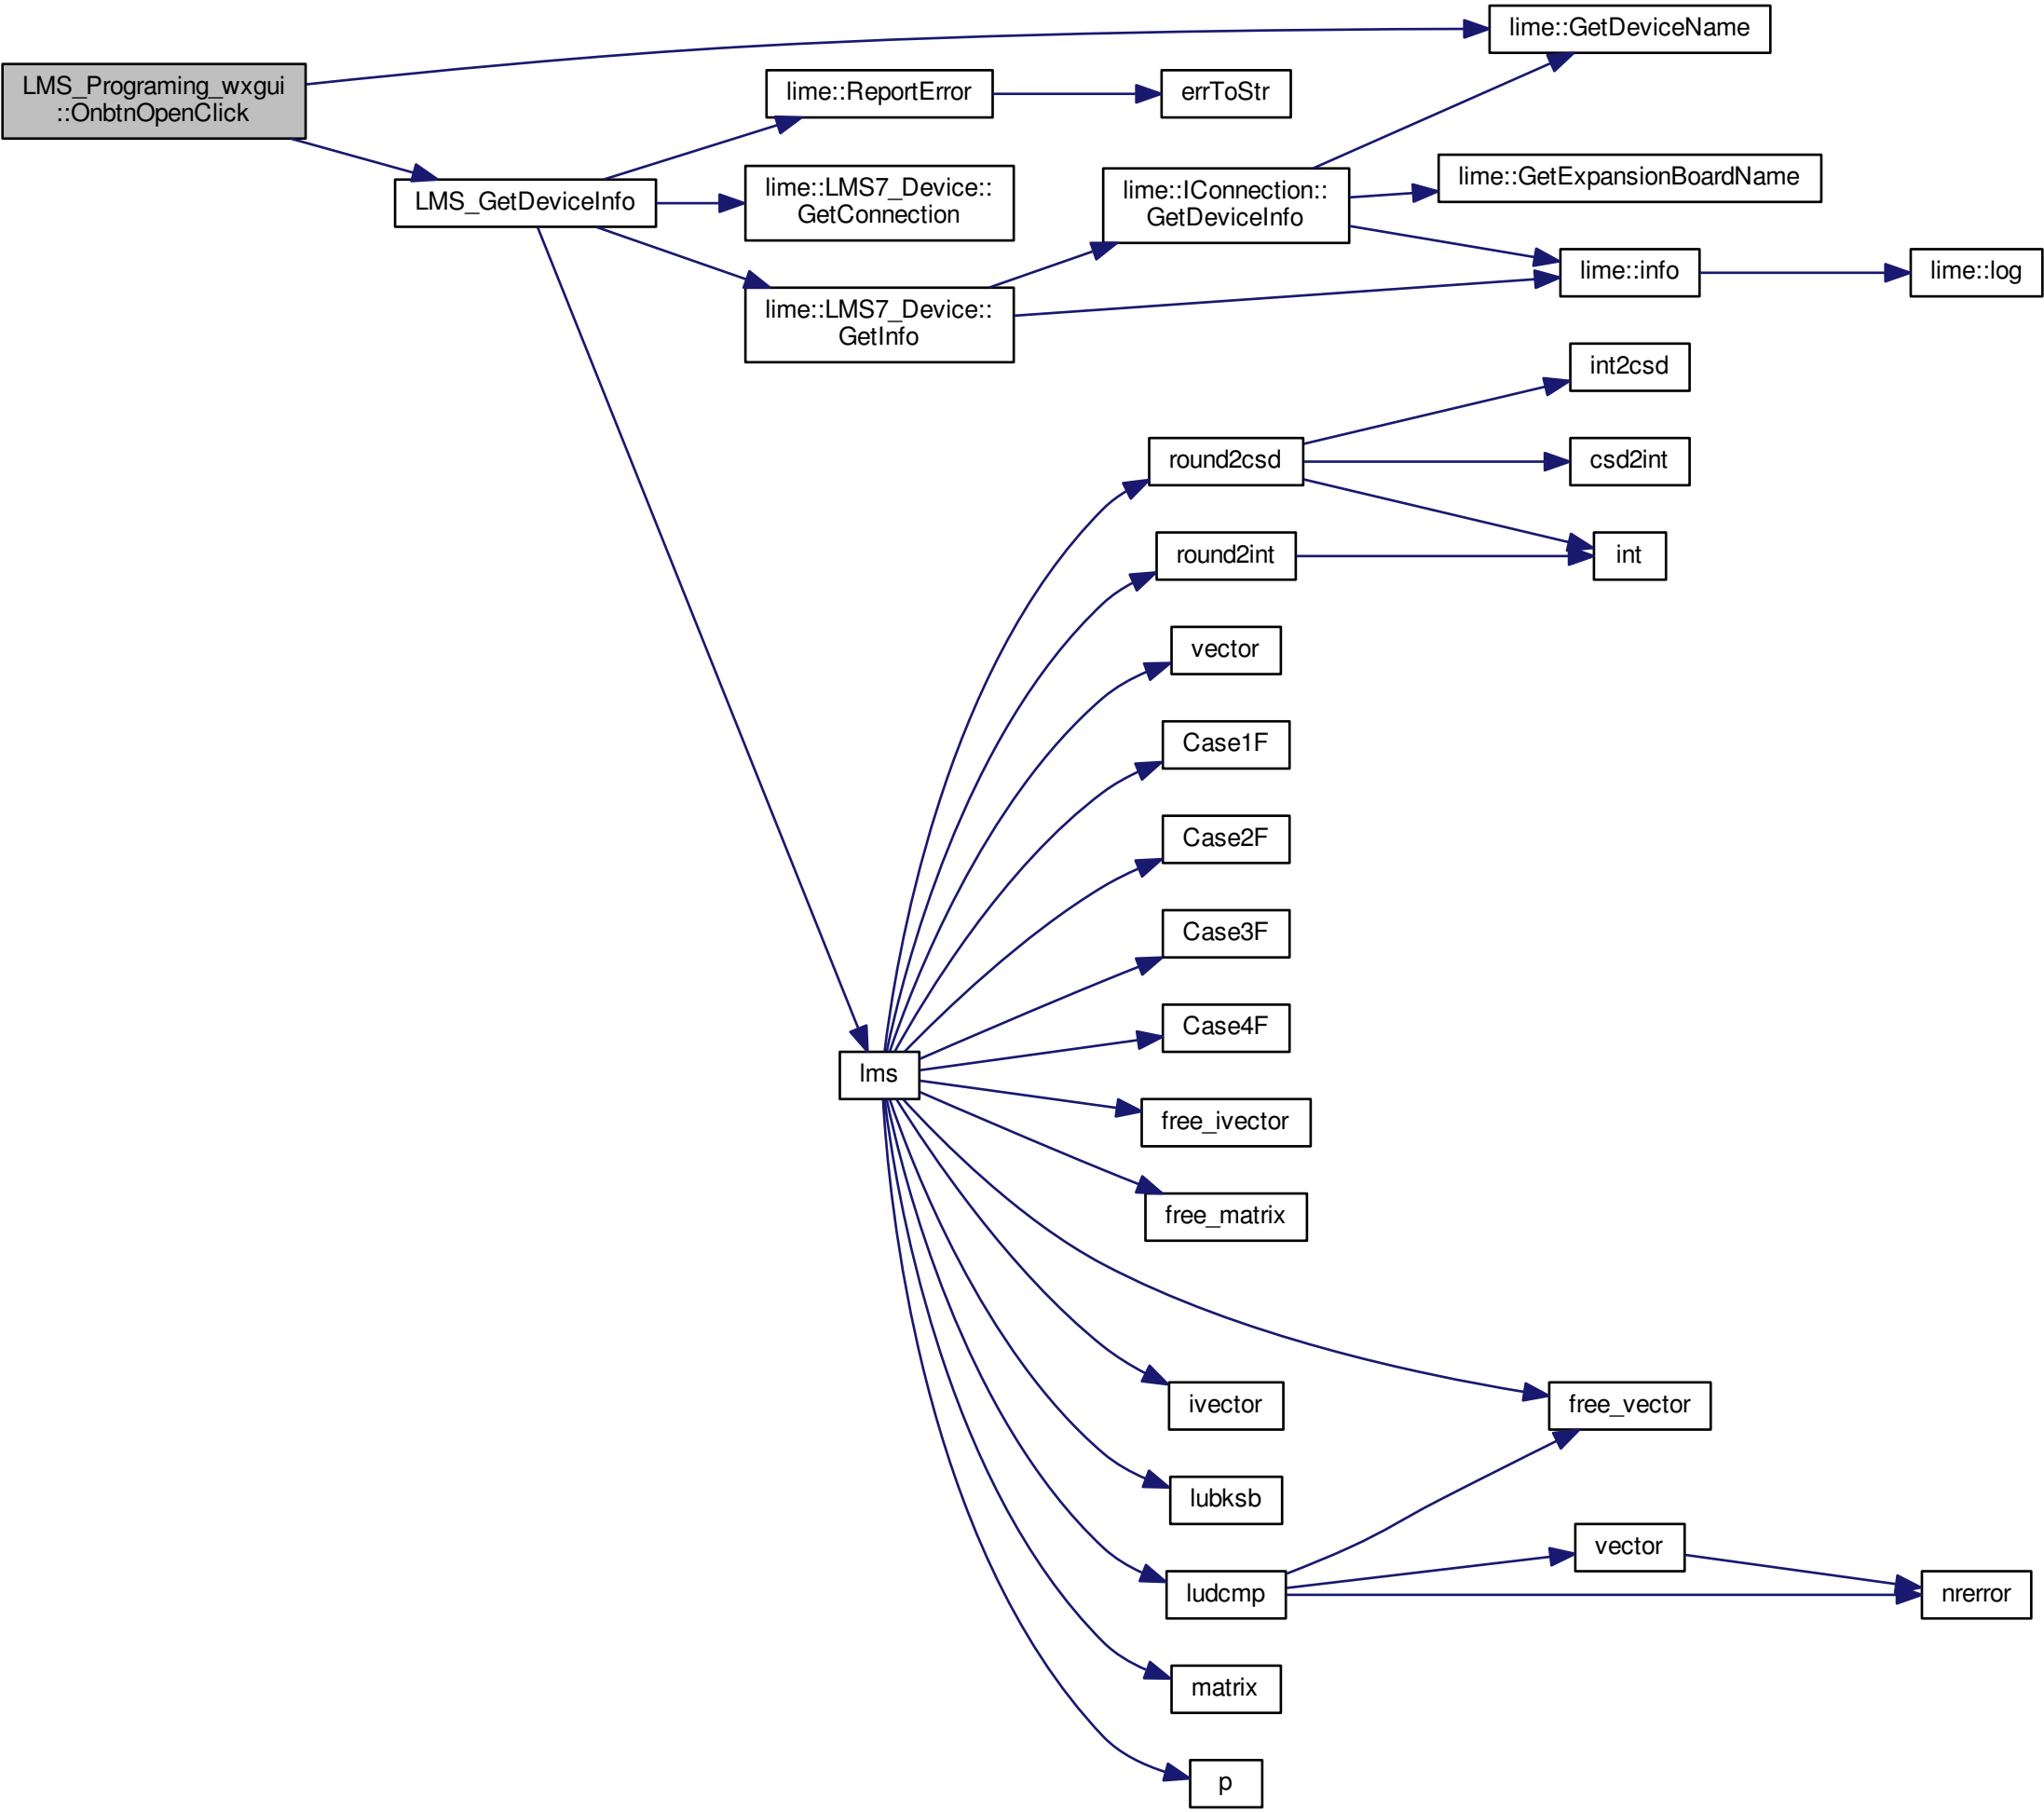 LMS_Programing_wxgui
::OnbtnOpenClick
lime::GetDeviceName
lime::ReportError
errToStr
LMS_GetDeviceInfo
lime::LMS7_Device::
GetConnection
lime::IConnection::
GetDeviceInfo
lime::GetExpansionBoardName
lime::info
lime::log
lime::LMS7_Device::
GetInfo
int2csd
round2csd
csd2int
round2int
int
vector
Case1F
Case2F
Case3F
Case4F
lms
free_ivector
free_matrix
ivector
free_vector
lubksb
vector
ludcmp
nrerror
matrix
p